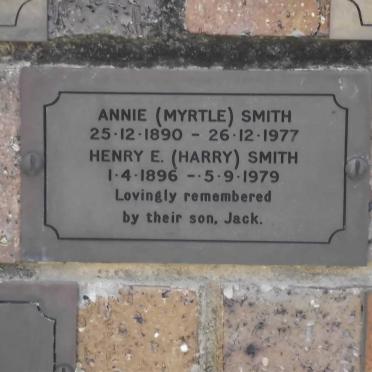 ANNIE (MYRTLE) SMITH
25·12·1890 - 26·12·1977
HENRY E. (HARRY) SMITH
1·4·1896 -·5·9·1979
Lovingly remembered
by their son, Jack.